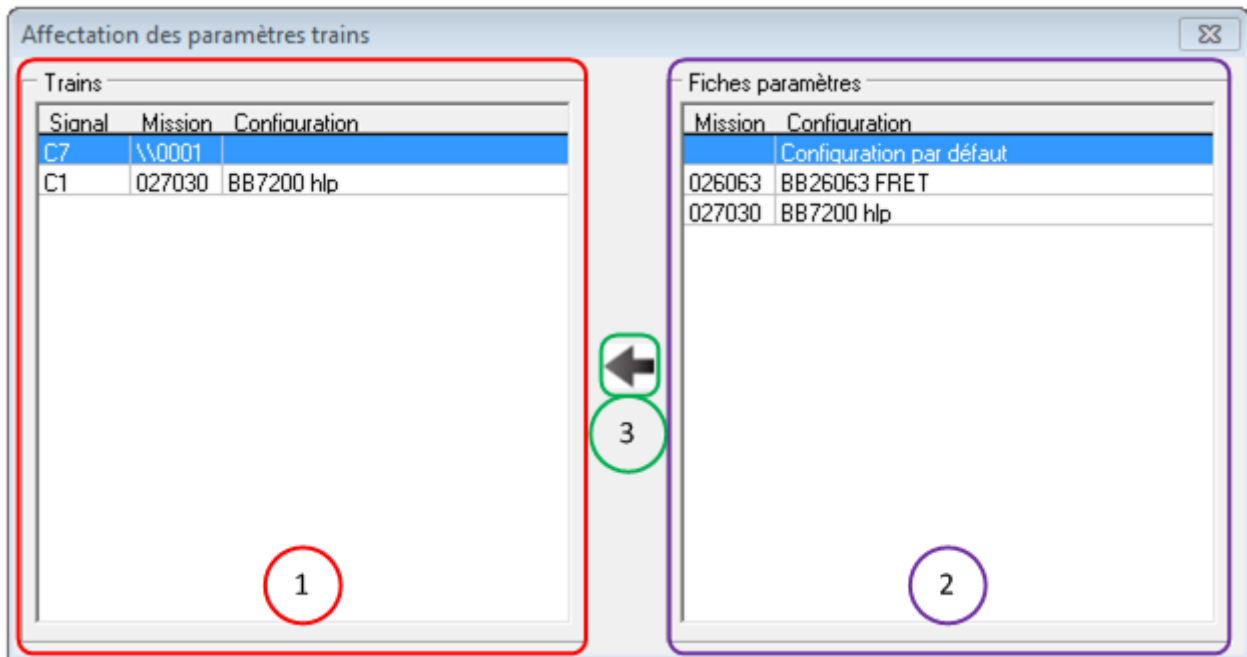 Affectation des paramètres trains
Trains
Signal Mission Configuration
C7 \\0001
C1 027030 BB7200 hlp
1
3
Fiches paramètres
Mission Configuration
Configuration par défaut
026063 BB26063 FRET
027030 BB7200 hlp
2